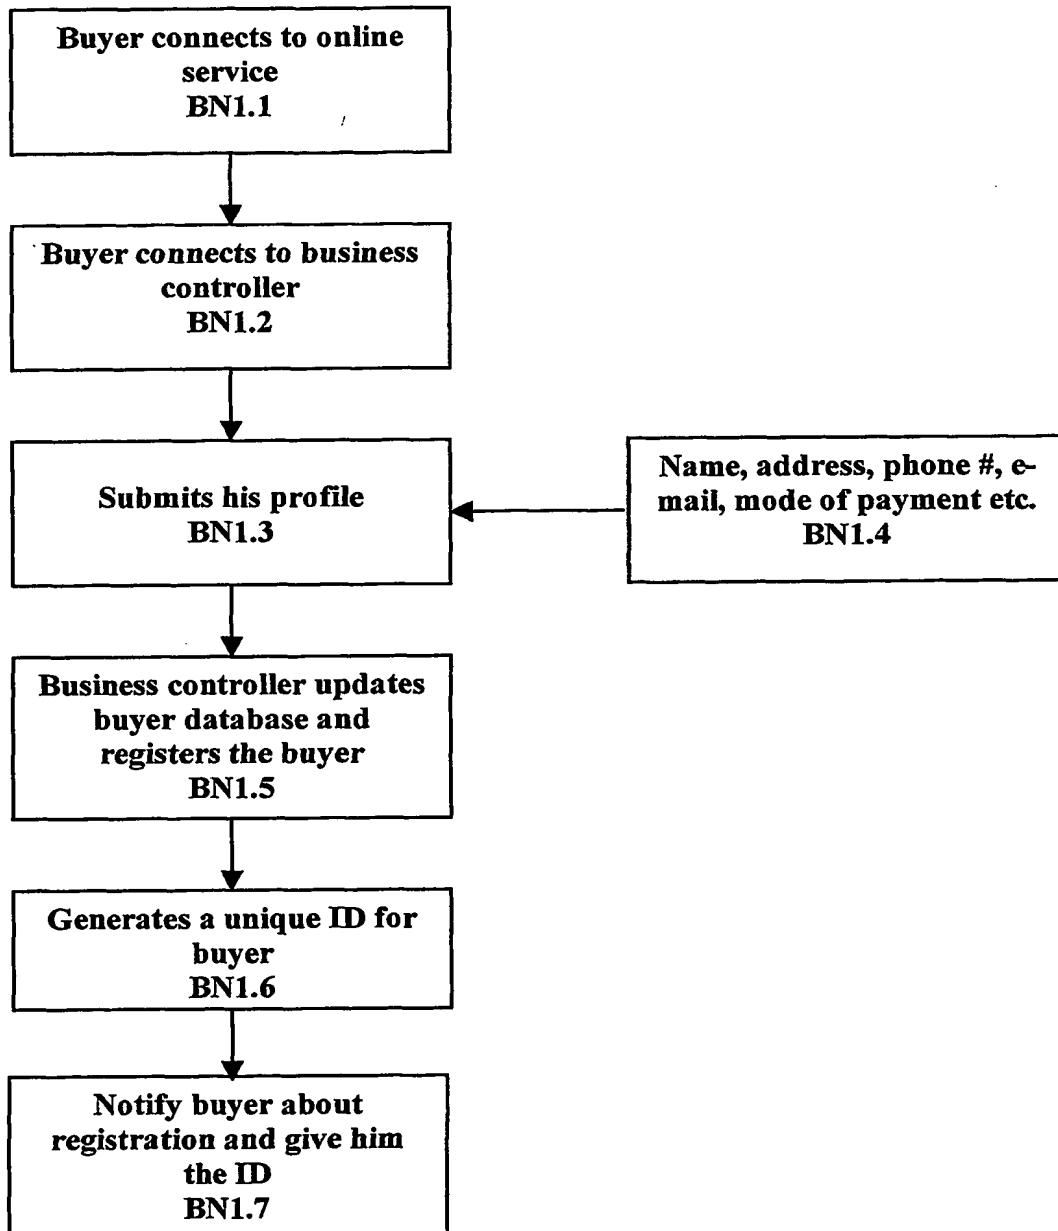 Buyer connects to online
service
BN1.1
Buyer connects to business
controller
BN1.2
Submits his profile
BN1.3
Name, address, phone #, e-
mail, mode of payment etc.
BN1.4
Business controller updates
buyer database and
registers the buyer
BN1.5
Generates a unique ID for
buyer
BN1.6
Notify buyer about
registration and give him
the ID
BN1.7